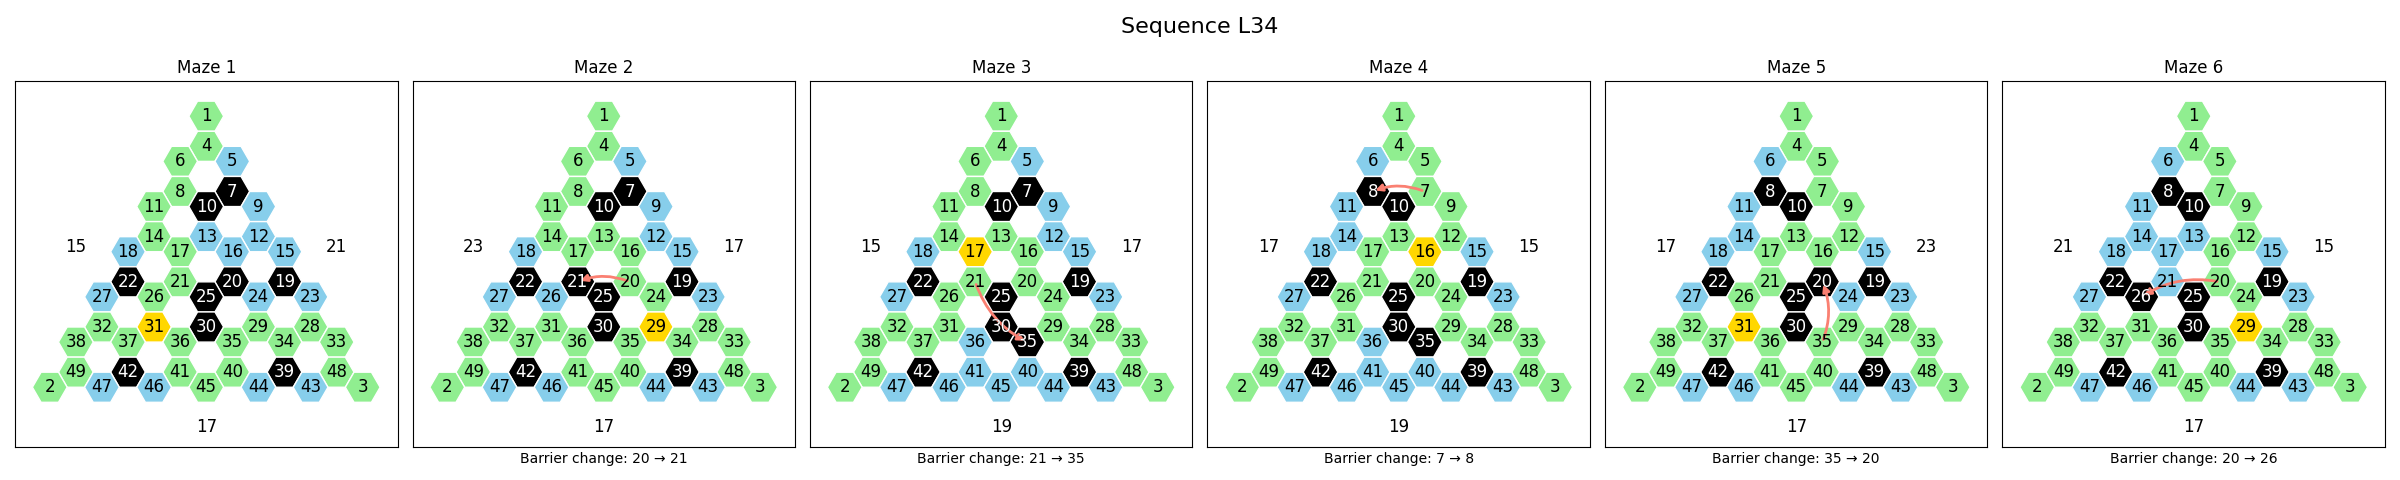 Sequence L34
Maze 1
1
4
6 5
8 7
11 10 9
14 13 12
15 18 17 16 15 21
22 21 20 19
27 26 25 24 23
32 31 30 29 28
38 37 36 35 34 33
49 42 41 40 39 48
2 47 46 45 44 43 3
17
Maze 2
1
4
6 5
8 7
11 10 9
14 13 12
23 18 17 16 15 17
22 21 20 19
27 26 25 24 23
32 31 30 29 28
38 37 36 35 34 33
49 42 41 40 39 48
2 47 46 45 44 43 3
17
Barrier change: 20 → 21
Maze 3
1
4
6 5
8 7
11 10 9
14 13 12
15 18 17 16 15 17
22 21 20 19
27 26 25 24 23
32 31 30 29 28
38 37 36 35 34 33
49 42 41 40 39 48
2 47 46 45 44 43 3
19
Barrier change: 21 → 35
Maze 4
1
4
6 5
8 7
11 10 9
14 13 12
17 18 17 16 15 15
22 21 20 19
27 26 25 24 23
32 31 30 29 28
38 37 36 35 34 33
49 42 41 40 39 48
2 47 46 45 44 43 3
19
Barrier change: 7 → 8
Maze 5
1
4
6 5
8 7
11 10 9
14 13 12
17 18 17 16 15 23
22 21 20 19
27 26 25 24 23
32 31 30 29 28
38 37 36 35 34 33
49 42 41 40 39 48
2 47 46 45 44 43 3
17
Barrier change: 35 → 20
Maze 6
1
4
6 5
8 7
11 10 9
14 13 12
21 18 17 16 15 15
22 21 20 19
27 26 25 24 23
32 31 30 29 28
38 37 36 35 34 33
49 42 41 40 39 48
2 47 46 45 44 43 3
17
Barrier change: 20 → 26